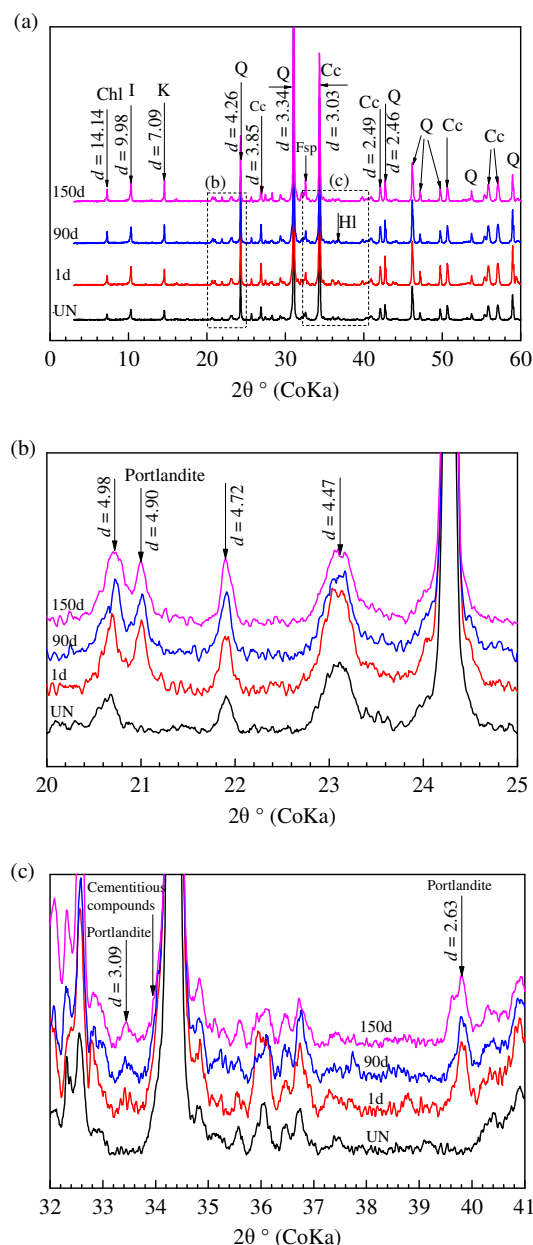 (a)
Chl
I
K
Q
Cc
Q
Cc
Cc
Q
Q
Cc
Cc
Q
Q
d = 14.14
d = 9.98
d = 7.09
d = 4.26
d = 3.85
d = 3.34
Fsp
d = 3.03
d = 2.49
d = 2.46
(b)
(c)
Hl
150d
90d
1d
UN
0 10 20 30 40 50 60
2θ ° (CoKa)
(b)
Portlandite
d = 4.98
d = 4.90
d = 4.72
d = 4.47
150d
90d
1d
UN
20 21 22 23 24 25
2θ ° (CoKa)
(c)
Cementitious
compounds
Portlandite
Portlandite
d = 3.09
d = 2.63
150d
90d
1d
UN
32 33 34 35 36 37 38 39 40 41
2θ ° (CoKa)